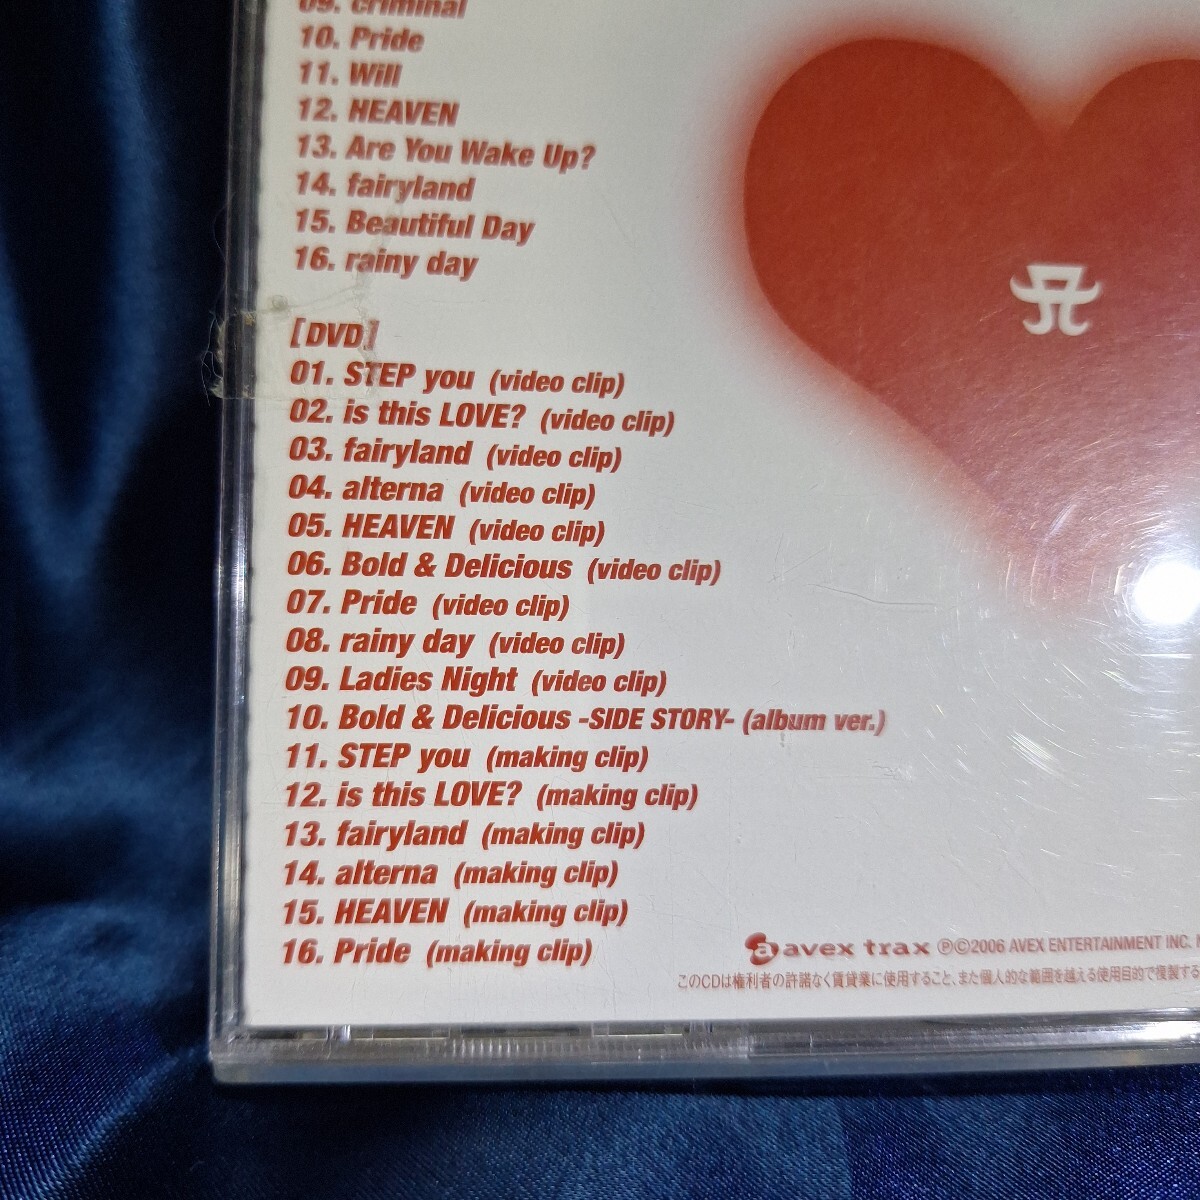 09. criminal
10. Pride
11. Will
12. HEAVEN
13. Are You Wake Up?
14. fairyland
15. Beautiful Day
16. rainy day
[DVD]
01. STEP you (video clip)
02. is this LOVE? (video clip)
03. fairyland (video clip)
04. alterna (video clip)
05. HEAVEN (video clip)
06. Bold & Delicious (video clip)
07. Pride (video clip)
08. rainy day (video clip)
09. Ladies Night (video clip)
10. Bold & Delicious -SIDE STORY- (album ver.)
11. STEP you (making clip)
12. is this LOVE? (making clip)
13. fairyland (making clip)
14. alterna (making clip)
15. HEAVEN (making clip)
16. Pride (making clip)
avex trax ℗©2006 AVEX ENTERTAINMENT INC.
このCDは権利者の許諾なく賃貸業に使用すること、また個人的な範囲を越える使用目的で複製する